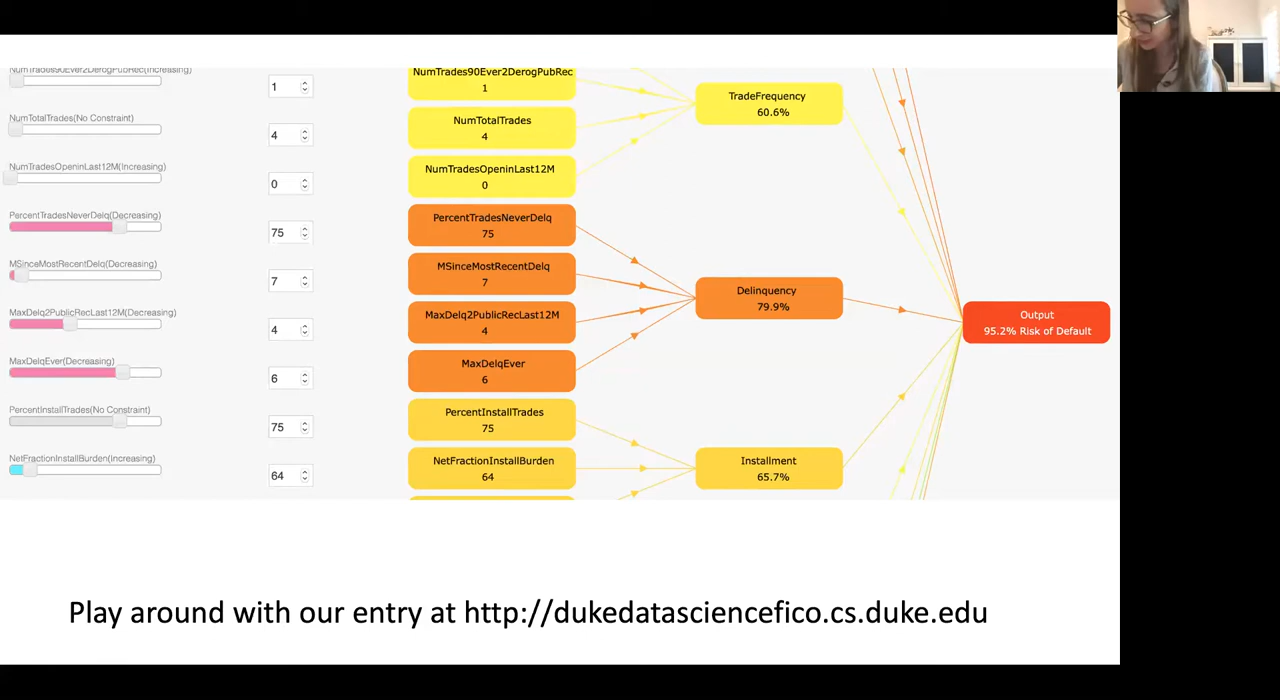 NumTrades90Ever2DerogPubRec(Increasing)
1
NumTotalTrades(No Constraint)
4
NumTradesOpeninLast12M(Increasing)
0
PercentTradesNeverDelq(Decreasing)
75
MSinceMostRecentDelq(Decreasing)
7
MaxDelq2PublicRecLast12M(Decreasing)
4
MaxDelqEver(Decreasing)
6
PercentInstallTrades(No Constraint)
75
NetFractionInstallBurden(Increasing)
64
NumTrades90Ever2DerogPubRec
1
NumTotalTrades
4
NumTradesOpeninLast12M
0
PercentTradesNeverDelq
75
MSinceMostRecentDelq
7
MaxDelq2PublicRecLast12M
4
MaxDelqEver
6
PercentInstallTrades
75
NetFractionInstallBurden
64
TradeFrequency
60.6%
Delinquency
79.9%
Installment
65.7%
Output
95.2% Risk of Default
Play around with our entry at http://dukedatasciencefico.cs.duke.edu